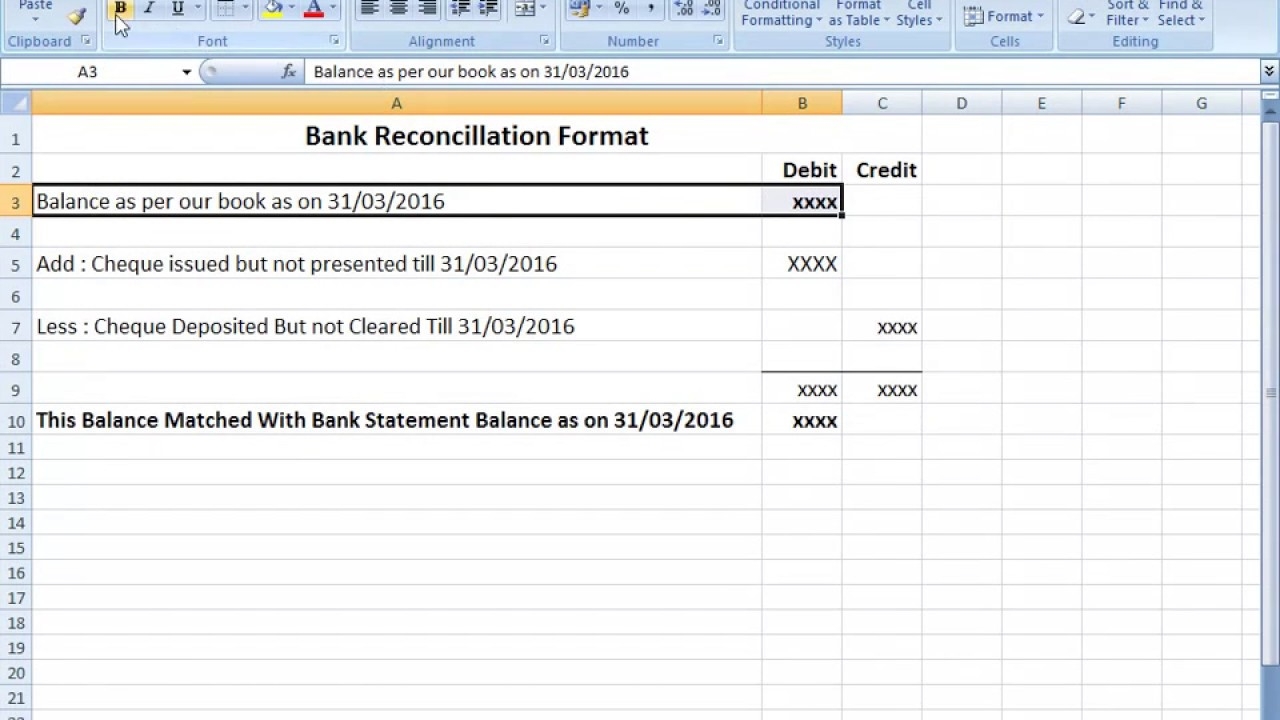 Paste
B I U
A
%
,
Conditional Format Cell
Formatting as Table Styles
Format
Sort & Find &
Filter Select
Clipboard Font Alignment Number Styles Cells Editing
A3 fx Balance as per our book as on 31/03/2016
A B C D E F G
1 Bank Reconcillation Format
2 Debit Credit
3 Balance as per our book as on 31/03/2016 xxxx
4
5 Add : Cheque issued but not presented till 31/03/2016 XXXX
6
7 Less : Cheque Deposited But not Cleared Till 31/03/2016 xxxx
8
9 xxxx xxxx
10 This Balance Matched With Bank Statement Balance as on 31/03/2016 xxxx
11
12
13
14
15
16
17
18
19
20
21